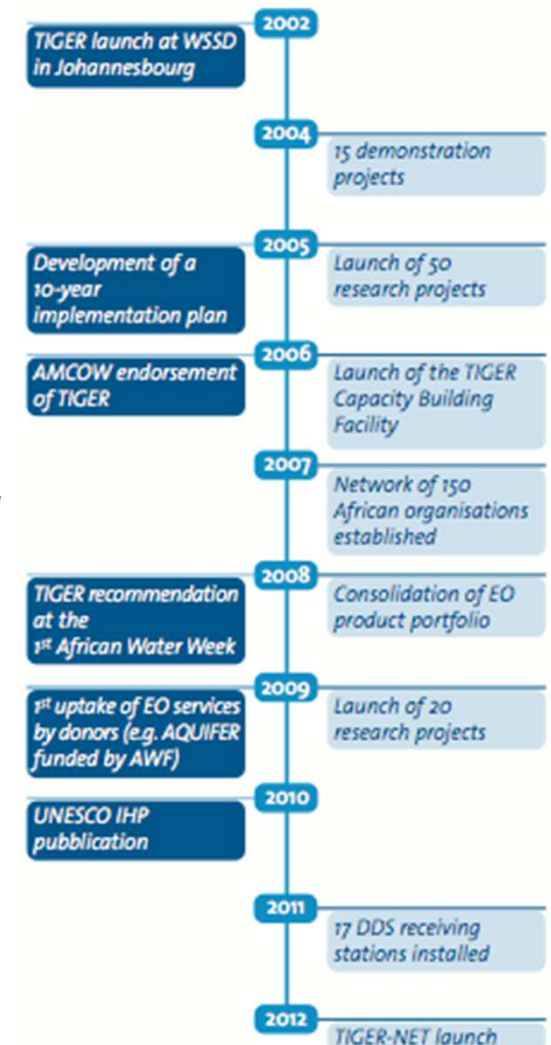 2002
TIGER launch at WSSD
in Johannesbourg
2004
15 demonstration
projects
2005
Development of a
10-year
implementation plan
Launch of 50
research projects
2006
AMCOW endorsement
of TIGER
Launch of the TIGER
Capacity Building
Facility
2007
Network of 150
African organisations
established
2008
TIGER recommendation
at the
1st African Water Week
Consolidation of EO
product portfolio
2009
1st uptake of EO services
by donors (e.g. AQUIFER
funded by AWF)
Launch of 20
research projects
2010
UNESCO IHP
pubblication
2011
17 DDS receiving
stations installed
2012
TIGER-NET launch